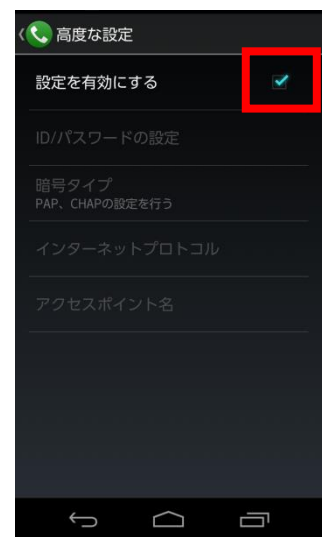 高度な設定
設定を有効にする
ID/パスワードの設定
暗号タイプ
PAP、CHAPの設定を行う
インターネットプロトコル
アクセスポイント名